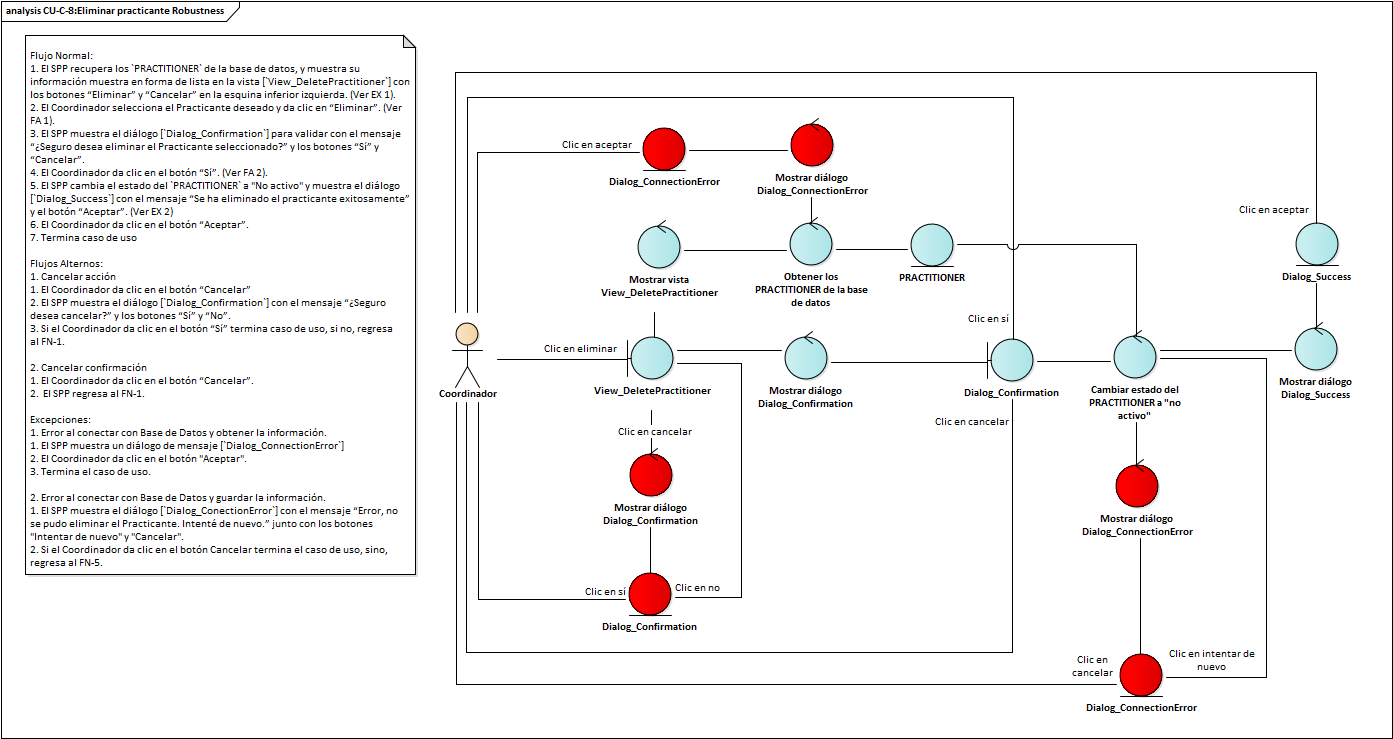 analysis CU-C-8:Eliminar practicante Robustness
Flujo Normal:
1. El SPP recupera los `PRACTITIONER` de la base de datos, y muestra su
información muestra en forma de lista en la vista [`View_DeletePractitioner`] con
los botones “Eliminar” y “Cancelar” en la esquina inferior izquierda. (Ver EX 1).
2. El Coordinador selecciona el Practicante deseado y da clic en “Eliminar”. (Ver
FA 1).
3. El SPP muestra el diálogo [`Dialog_Confirmation`] para validar con el mensaje
“¿Seguro desea eliminar el Practicante seleccionado?” y los botones “Sí” y
“Cancelar”.
4. El Coordinador da clic en el botón “Sí”. (Ver FA 2).
5. El SPP cambia el estado del `PRACTITIONER` a "No activo" y muestra el diálogo
[`Dialog_Success`] con el mensaje “Se ha eliminado el practicante exitosamente”
y el botón “Aceptar”. (Ver EX 2)
6. El Coordinador da clic en el botón “Aceptar”.
7. Termina caso de uso
Flujos Alternos:
1. Cancelar acción
1. El Coordinador da clic en el botón “Cancelar”
2. El SPP muestra el diálogo [`Dialog_Confirmation`] con el mensaje “¿Seguro
desea cancelar?” y los botones “Sí” y “No”.
3. Si el Coordinador da clic en el botón “Sí” termina caso de uso, si no, regresa
al FN-1.
2. Cancelar confirmación
1. El Coordinador da clic en el botón “Cancelar”.
2. El SPP regresa al FN-1.
Excepciones:
1. Error al conectar con Base de Datos y obtener la información.
1. El SPP muestra un diálogo de mensaje [`Dialog_ConnectionError`]
2. El Coordinador da clic en el botón "Aceptar".
3. Termina el caso de uso.
2. Error al conectar con Base de Datos y guardar la información.
1. El SPP muestra el diálogo [`Dialog_ConectionError`] con el mensaje “Error, no
se pudo eliminar el Practicante. Intenté de nuevo.” junto con los botones
"Intentar de nuevo" y "Cancelar".
2. Si el Coordinador da clic en el botón Cancelar termina el caso de uso, sino,
regresa al FN-5.
Clic en aceptar
Dialog_ConnectionError
Mostrar diálogo
Dialog_ConnectionError
Clic en aceptar
Mostrar vista
View_DeletePractitioner
Obtener los
PRACTITIONER de la base
de datos
PRACTITIONER
Dialog_Success
Clic en sí
Coordinador
Clic en eliminar
View_DeletePractitioner
Mostrar diálogo
Dialog_Confirmation
Dialog_Confirmation
Cambiar estado del
PRACTITIONER a "no
activo"
Mostrar diálogo
Dialog_Success
Clic en cancelar
Clic en cancelar
Mostrar diálogo
Dialog_Confirmation
Mostrar diálogo
Dialog_ConnectionError
Clic en sí
Clic en no
Dialog_Confirmation
Clic en
cancelar
Clic en intentar de
nuevo
Dialog_ConnectionError